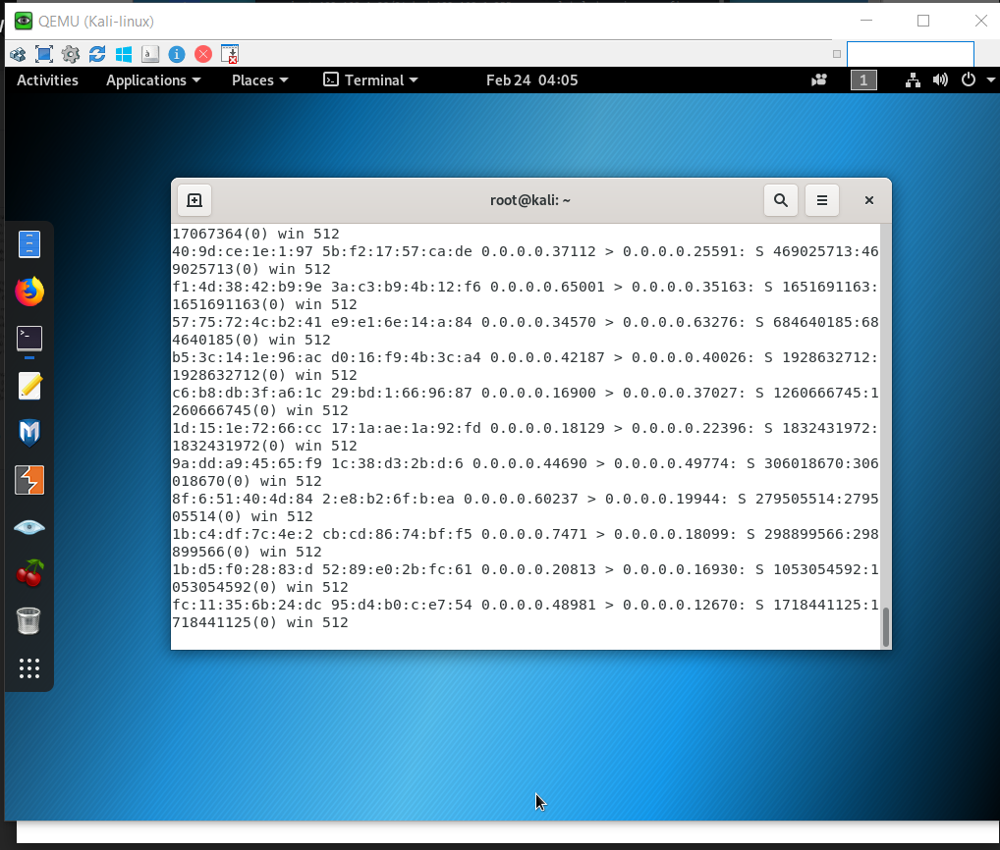 QEMU (Kali-linux)
Activities Applications Places Terminal Feb 24 04:05 1
root@kali: ~
17067364(0) win 512
40:9d:ce:1e:1:97 5b:f2:17:57:ca:de 0.0.0.0.37112 > 0.0.0.0.25591: S 469025713:46
9025713(0) win 512
f1:4d:38:42:b9:9e 3a:c3:b9:4b:12:f6 0.0.0.0.65001 > 0.0.0.0.35163: S 1651691163:
1651691163(0) win 512
57:75:72:4c:b2:41 e9:e1:6e:14:a:84 0.0.0.0.34570 > 0.0.0.0.63276: S 684640185:68
4640185(0) win 512
b5:3c:14:1e:96:ac d0:16:f9:4b:3c:a4 0.0.0.0.42187 > 0.0.0.0.40026: S 1928632712:
1928632712(0) win 512
c6:b8:db:3f:a6:1c 29:bd:1:66:96:87 0.0.0.0.16900 > 0.0.0.0.37027: S 1260666745:1
260666745(0) win 512
1d:15:1e:72:66:cc 17:1a:ae:1a:92:fd 0.0.0.0.18129 > 0.0.0.0.22396: S 1832431972:
1832431972(0) win 512
9a:dd:a9:45:65:f9 1c:38:d3:2b:d:6 0.0.0.0.44690 > 0.0.0.0.49774: S 306018670:306
018670(0) win 512
8f:6:51:40:4d:84 2:e8:b2:6f:b:ea 0.0.0.0.60237 > 0.0.0.0.19944: S 279505514:2795
05514(0) win 512
1b:c4:df:7c:4e:2 cb:cd:86:74:bf:f5 0.0.0.0.7471 > 0.0.0.0.18099: S 298899566:298
899566(0) win 512
1b:d5:f0:28:83:d 52:89:e0:2b:fc:61 0.0.0.0.20813 > 0.0.0.0.16930: S 1053054592:1
053054592(0) win 512
fc:11:35:6b:24:dc 95:d4:b0:c:e7:54 0.0.0.0.48981 > 0.0.0.0.12670: S 1718441125:1
718441125(0) win 512